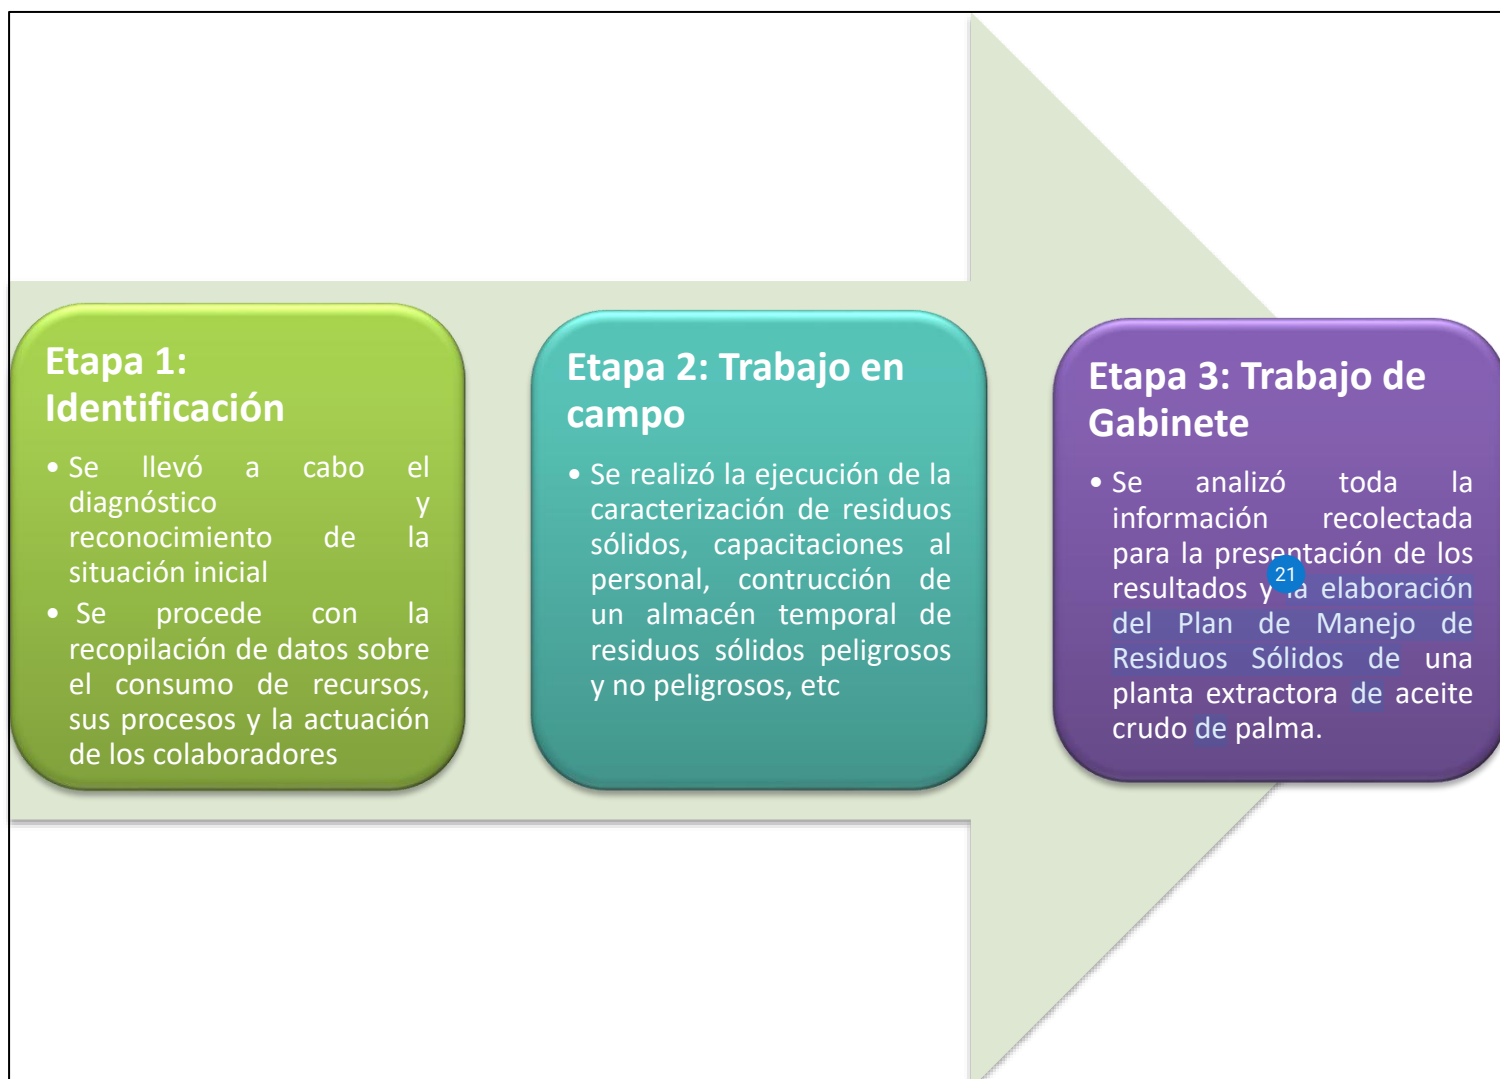 Etapa 1:
Identificación
• Se llevó a cabo el
diagnóstico y
reconocimiento de la
situación inicial
• Se procede con la
recopilación de datos sobre
el consumo de recursos,
sus procesos y la actuación
de los colaboradores
Etapa 2: Trabajo en
campo
• Se realizó la ejecución de la
caracterización de residuos
sólidos, capacitaciones al
personal, contrucción de
un almacén temporal de
residuos sólidos peligrosos
y no peligrosos, etc
Etapa 3: Trabajo de
Gabinete
• Se analizó toda la
información recolectada
para la presentación de los
resultados y la elaboración
21
del Plan de Manejo de
Residuos Sólidos de una
planta extractora de aceite
crudo de palma.